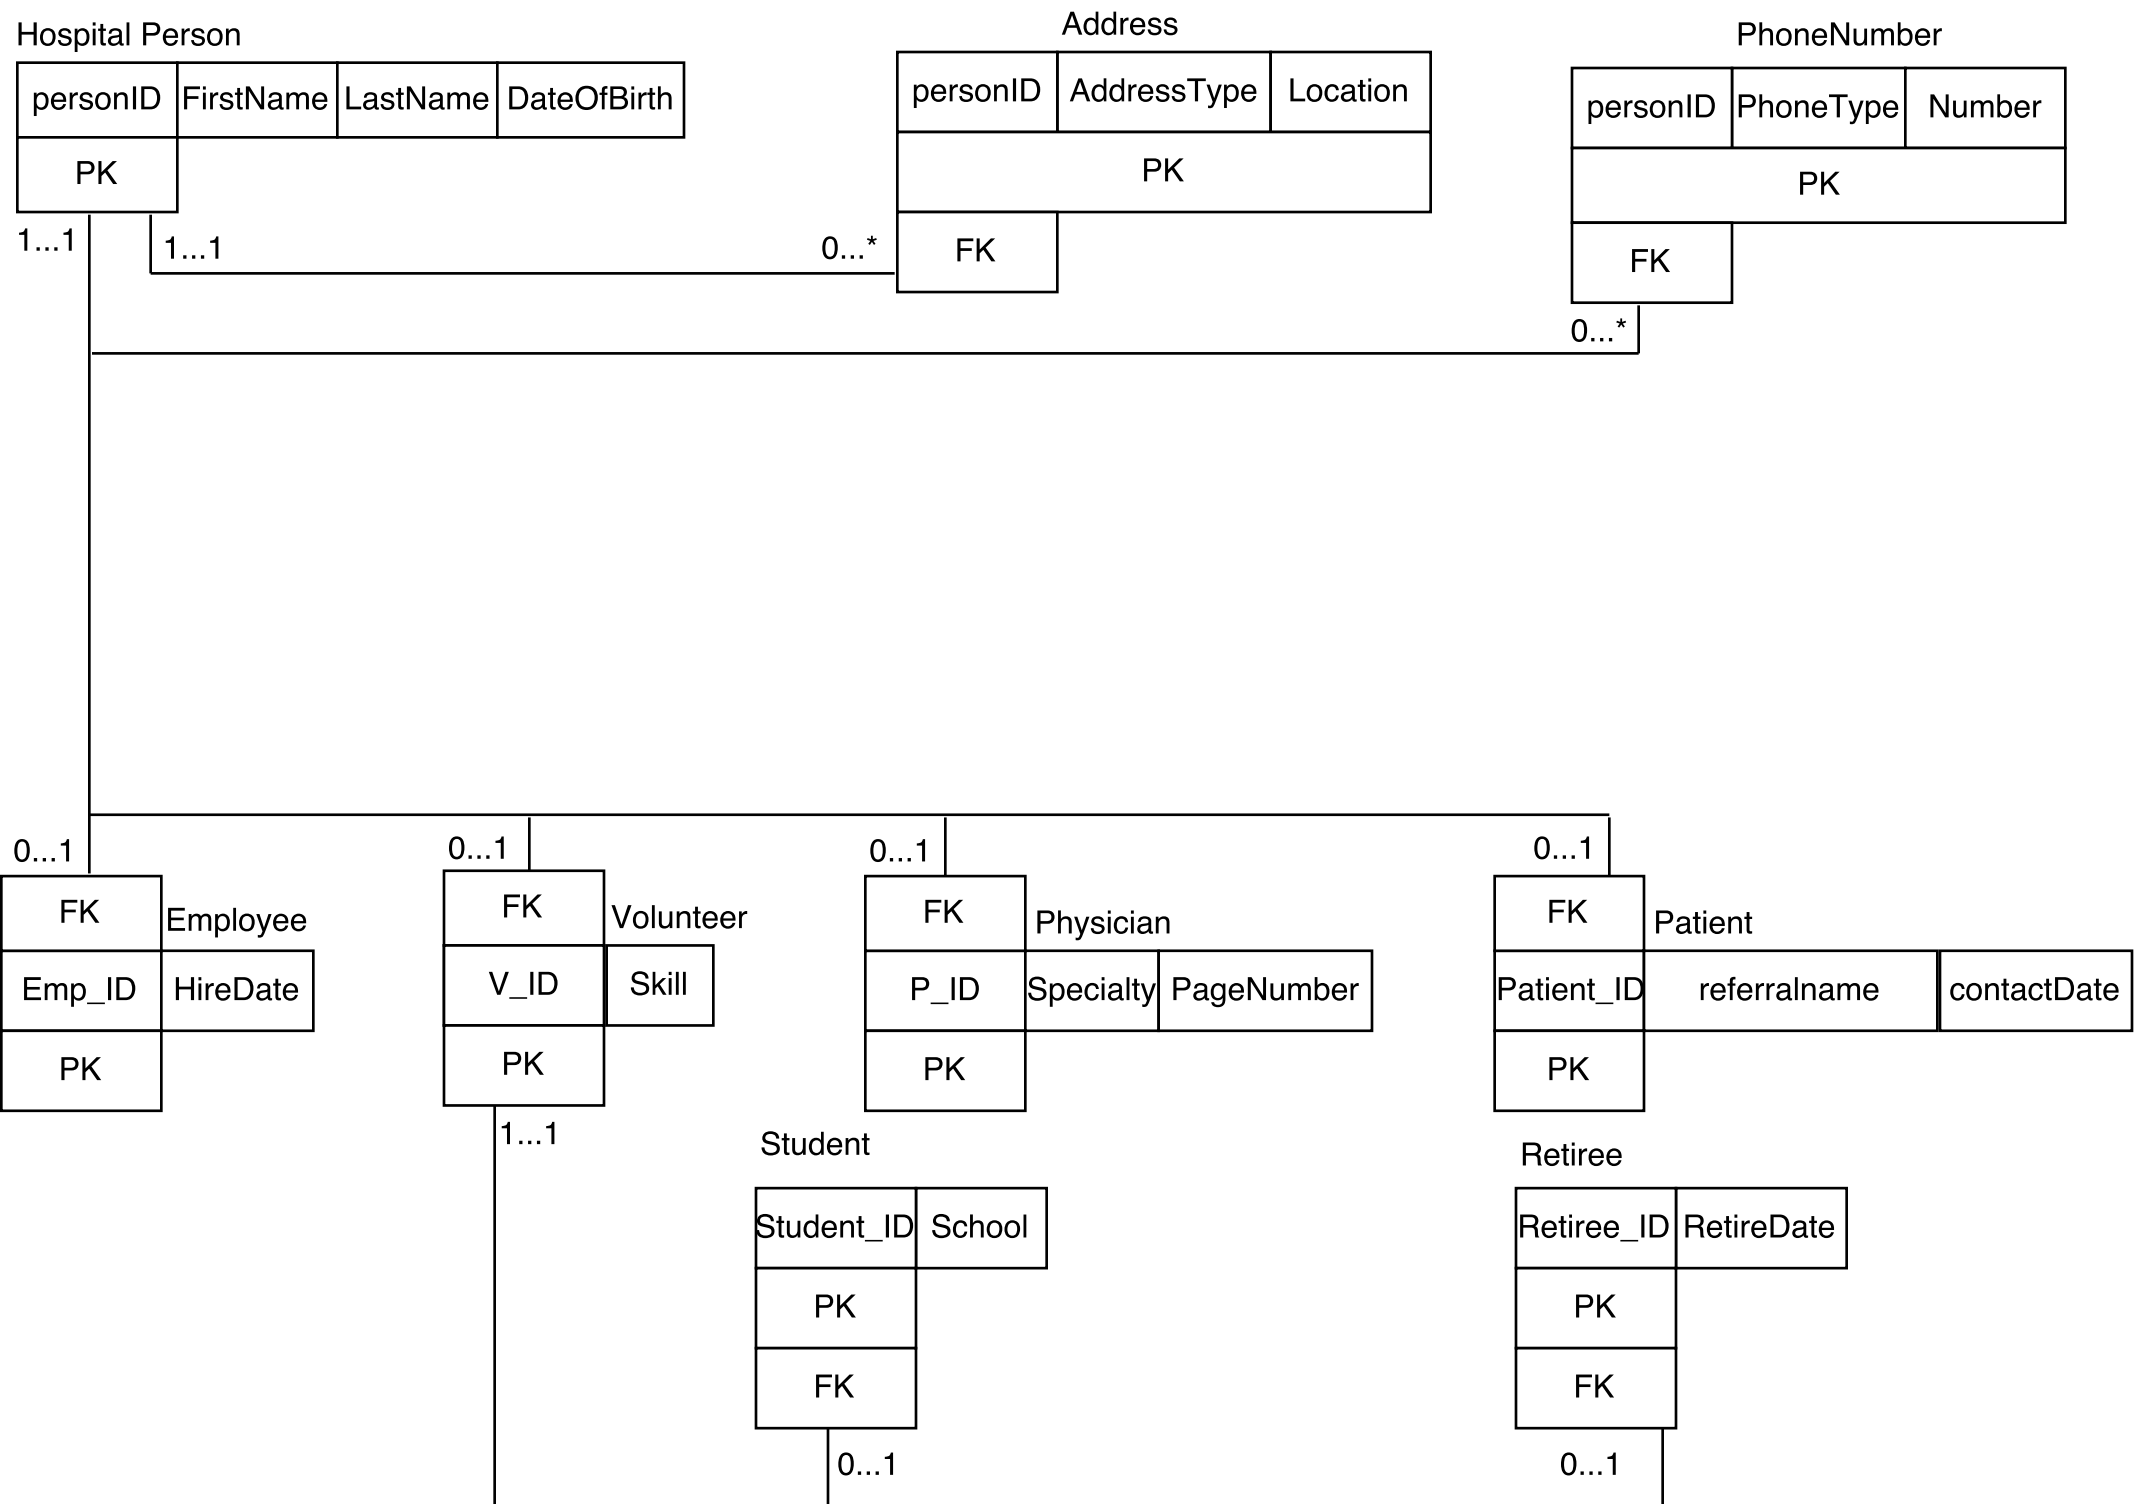 Hospital Person
personID FirstName LastName DateOfBirth
PK
1...1
1...1
Address
personID AddressType Location
PK
FK
0...*
PhoneNumber
personID PhoneType Number
PK
FK
0...*
0...1
FK
Employee
Emp_ID HireDate
PK
0...1
FK
Volunteer
V_ID Skill
PK
1...1
0...1
FK
Physician
P_ID Specialty PageNumber
PK
0...1
FK
Patient
Patient_ID referralname contactDate
PK
Student
Student_ID School
PK
FK
0...1
Retiree
Retiree_ID RetireDate
PK
FK
0...1